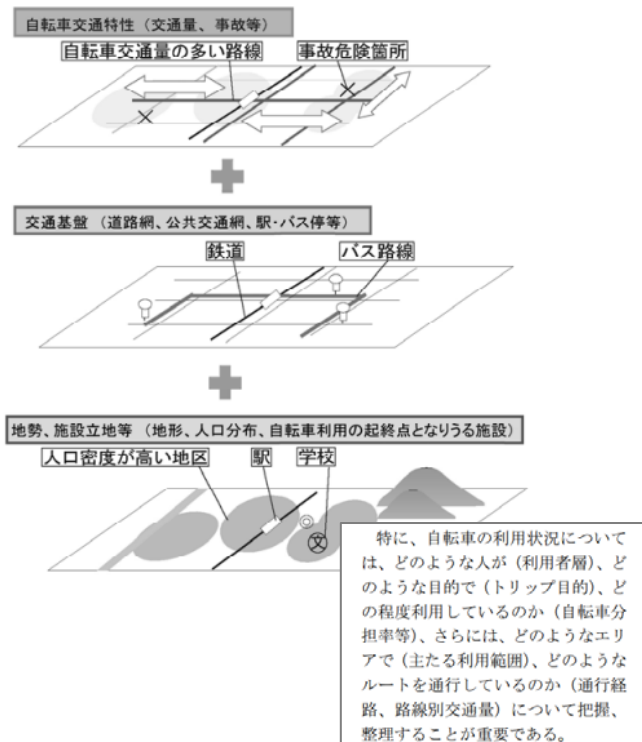 自転車交通特性（交通量、事故等）
自転車交通量の多い路線
事故危険箇所
交通基盤（道路網、公共交通網、駅・バス停等）
鉄道
バス路線
地勢、施設立地等（地形、人口分布、自転車利用の起終点となりうる施設）
人口密度が高い地区
駅
学校
文
特に、自転車の利用状況について
は、どのような人が（利用者層）、ど
のような目的で（トリップ目的）、ど
の程度利用しているのか（自転車分
担率等）、さらには、どのようなエリ
アで（主たる利用範囲）、どのような
ルートを通行しているのか（通行経
路、路線別交通量）について把握、
整理することが重要である。